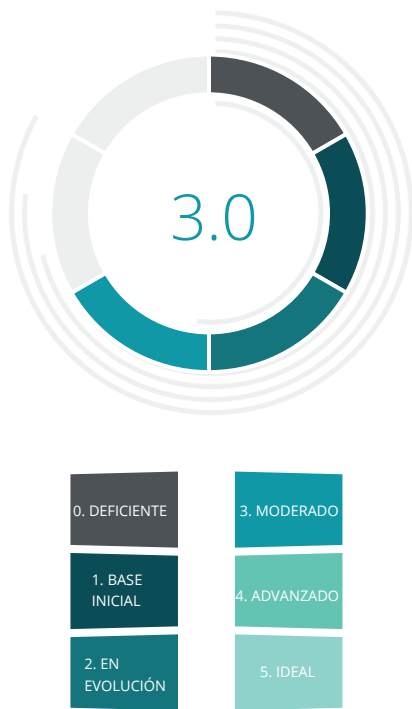 3.0
0. DEFICIENTE
1. BASE
INICIAL
2. EN
EVOLUCIÓN
3. MODERADO
4. ADVANZADO
5. IDEAL